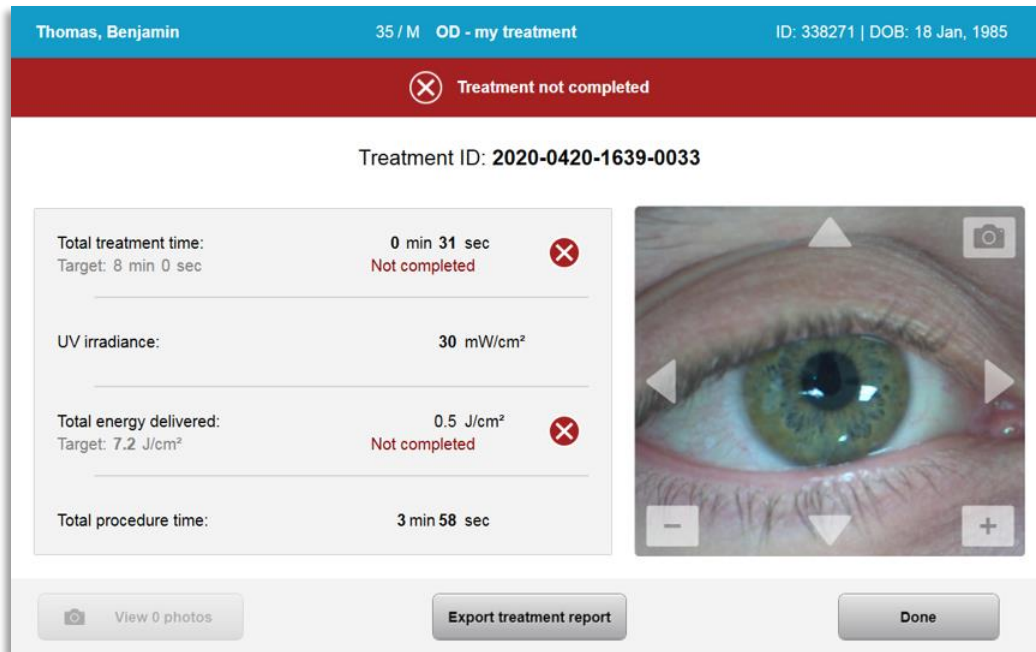 Thomas, Benjamin 35 / M OD - my treatment ID: 338271 | DOB: 18 Jan, 1985
Treatment not completed
Treatment ID: 2020-0420-1639-0033
Total treatment time: 0 min 31 sec
Target: 8 min 0 sec Not completed
UV irradiance: 30 mW/cm²
Total energy delivered: 0.5 J/cm²
Target: 7.2 J/cm² Not completed
Total procedure time: 3 min 58 sec
View 0 photos Export treatment report Done